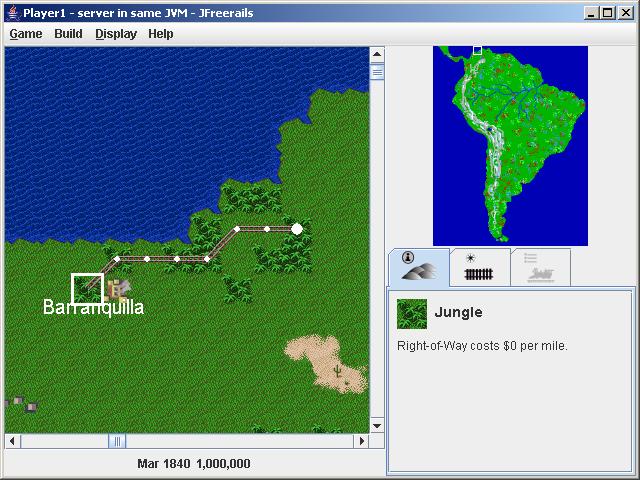 Player1 - server in same JVM - JFreerails
Game Build Display Help
Barranquilla
Jungle
Right-of-Way costs $0 per mile.
Mar 1840 1,000,000